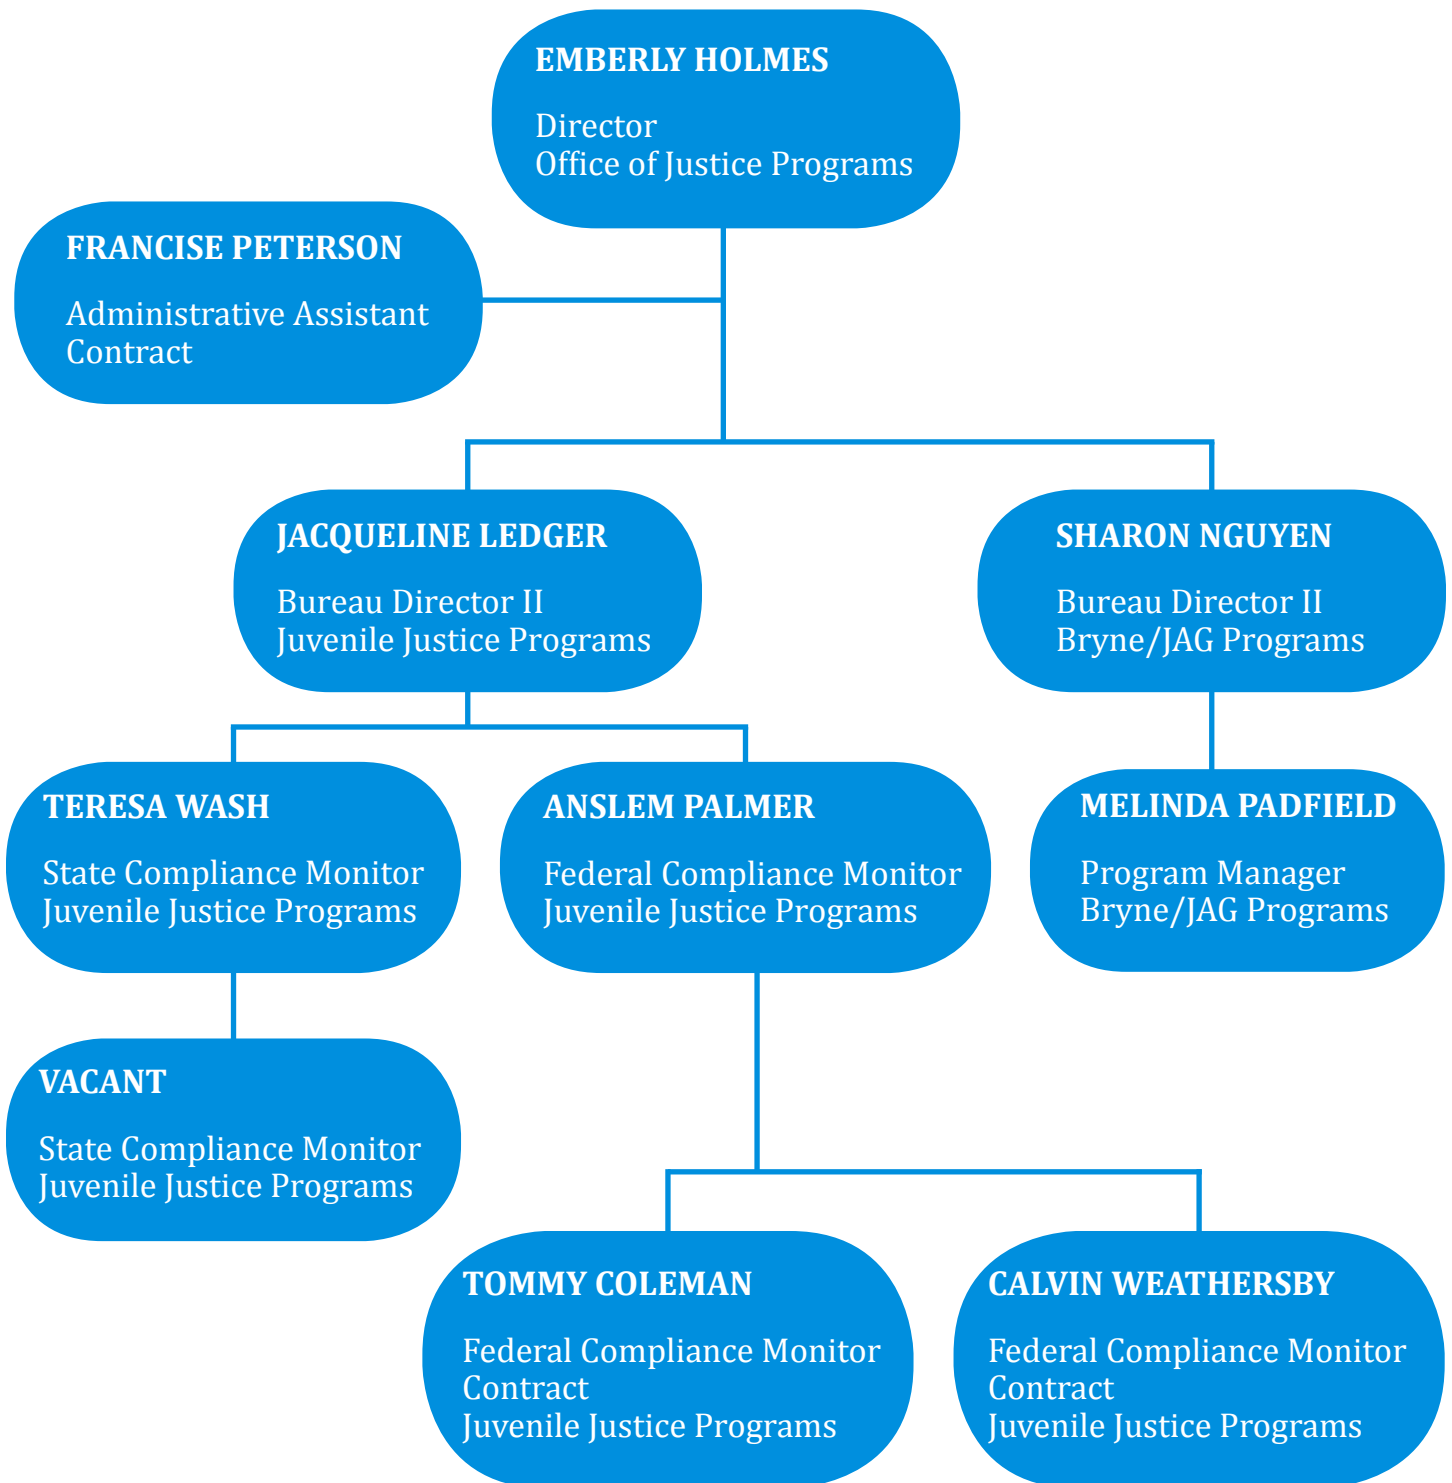 EMBERLY HOLMES
Director
Office of Justice Programs
FRANCISE PETERSON
Administrative Assistant
Contract
JACQUELINE LEDGER
Bureau Director II
Juvenile Justice Programs
SHARON NGUYEN
Bureau Director II
Bryne/JAG Programs
TERESA WASH
State Compliance Monitor
Juvenile Justice Programs
ANSLEM PALMER
Federal Compliance Monitor
Juvenile Justice Programs
MELINDA PADFIELD
Program Manager
Bryne/JAG Programs
VACANT
State Compliance Monitor
Juvenile Justice Programs
TOMMY COLEMAN
Federal Compliance Monitor
Contract
Juvenile Justice Programs
CALVIN WEATHERSBY
Federal Compliance Monitor
Contract
Juvenile Justice Programs